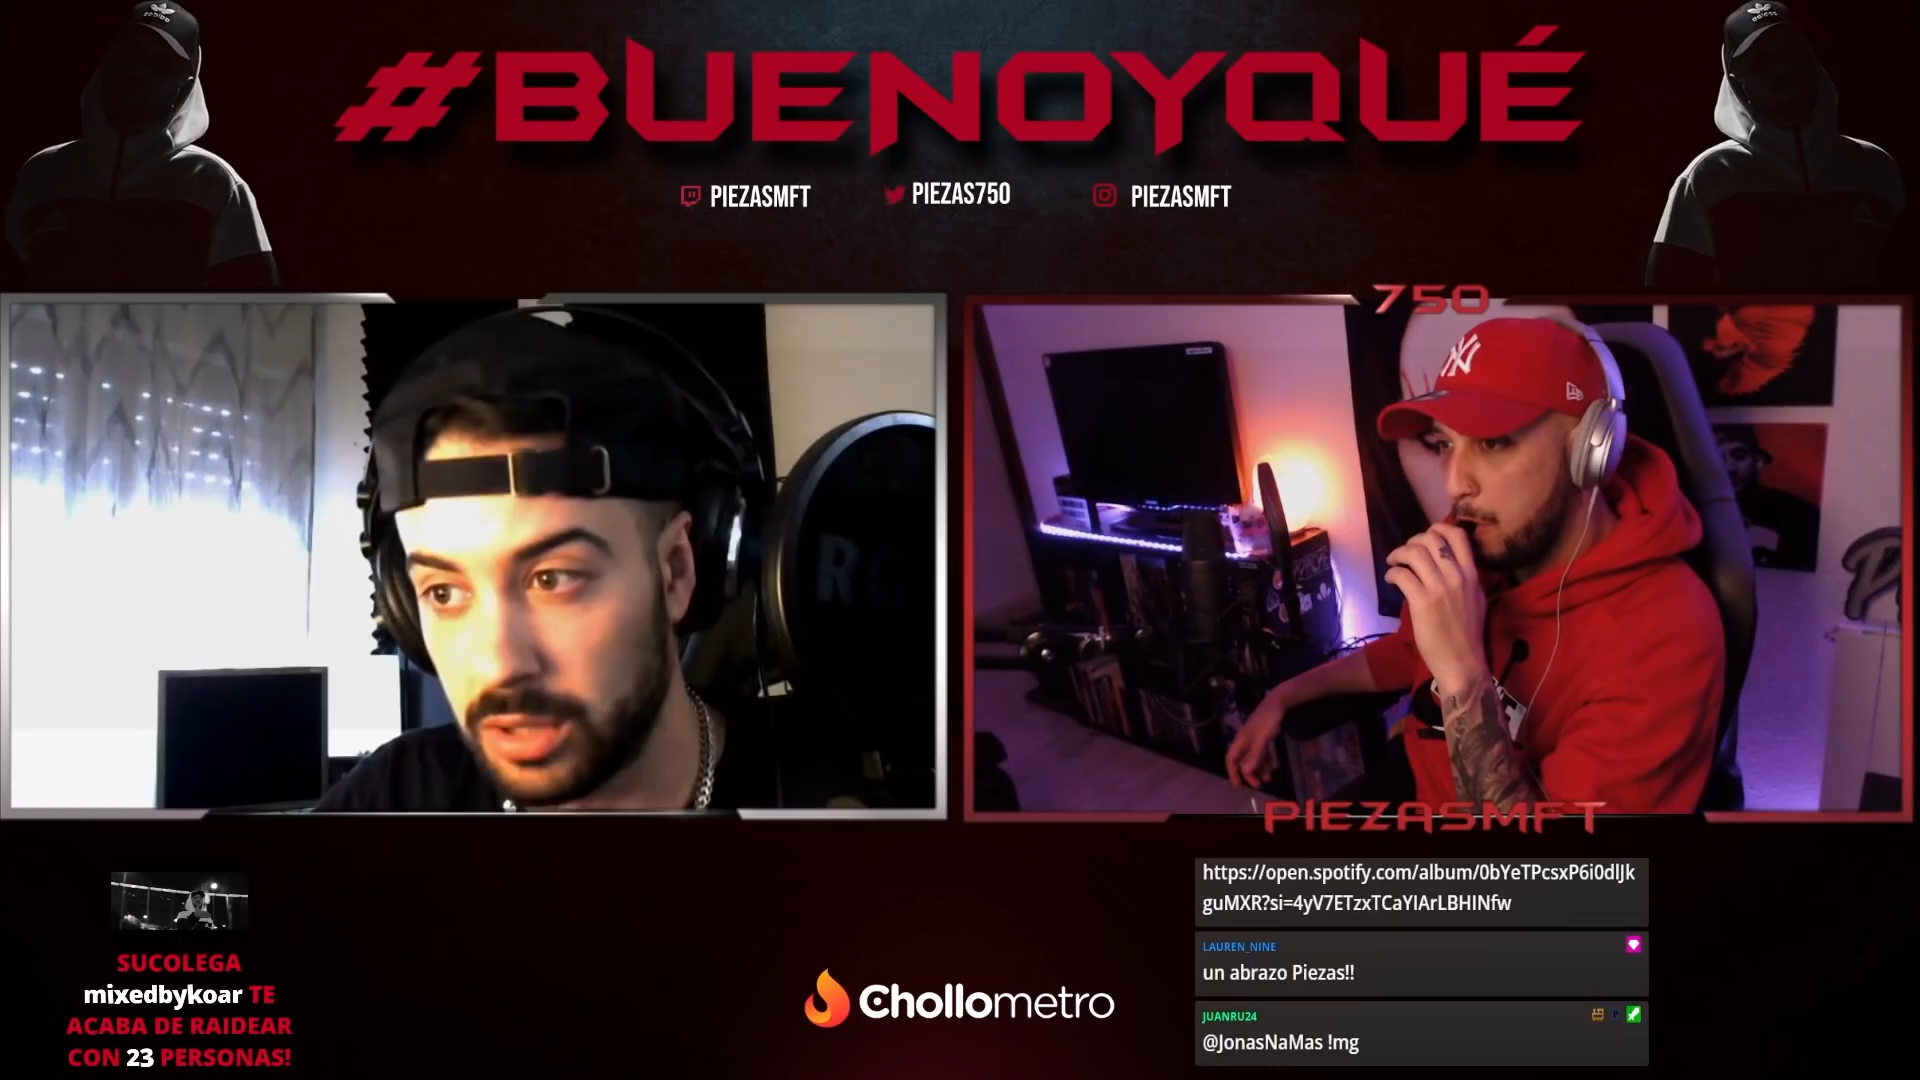 #BUENOYQUÉ
PIEZASMFT
PIEZAS750
PIEZASMFT
750
NY
PIEZASMFT
https://open.spotify.com/album/0bYeTPcsxP6i0dlJk
guMXR?si=4yV7ETzxTCaYIArLBHINfw
LAUREN_NINE
un abrazo Piezas!!
JUANRU24
@JonasNaMas !mg
Chollometro
SUCOLEGA
mixedbykoar TE
ACABA DE RAIDEAR
CON 23 PERSONAS!